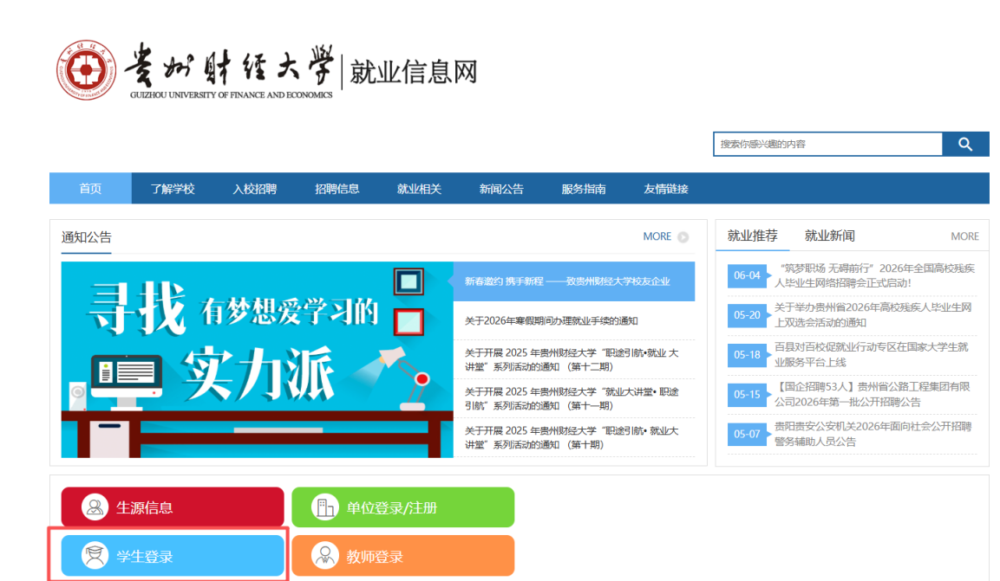 贵州财经大学
GUIZHOU UNIVERSITY OF FINANCE AND ECONOMICS
就业信息网
搜索你感兴趣的内容
首页 了解学校 入校招聘 招聘信息 就业相关 新闻公告 服务指南 友情链接
通知公告 MORE
寻找 有梦想爱学习的
实力派
新春邀约 携手新程 ——致贵州财经大学校友企业
关于2026年寒假期间办理就业手续的通知
关于开展 2025 年贵州财经大学“职途引航•就业 大
讲堂”系列活动的通知 （第十二期）
关于开展 2025 年贵州财经大学“就业大讲堂• 职途
引航”系列活动的通知 （第十一期）
关于开展 2025 年贵州财经大学“职途引航• 就业大
讲堂”系列活动的通知 （第十期）
就业推荐 就业新闻 MORE
06-04 “筑梦职场 无碍前行”2026年全国高校残疾
人毕业生网络招聘会正式启动！
05-20 关于举办贵州省2026年高校残疾人毕业生网
上双选会活动的通知
05-18 百县对百校促就业行动专区在国家大学生就
业服务平台上线
05-15 【国企招聘53人】贵州省公路工程集团有限
公司2026年第一批公开招聘公告
05-07 贵阳贵安公安机关2026年面向社会公开招聘
警务辅助人员公告
生源信息 单位登录/注册
学生登录 教师登录